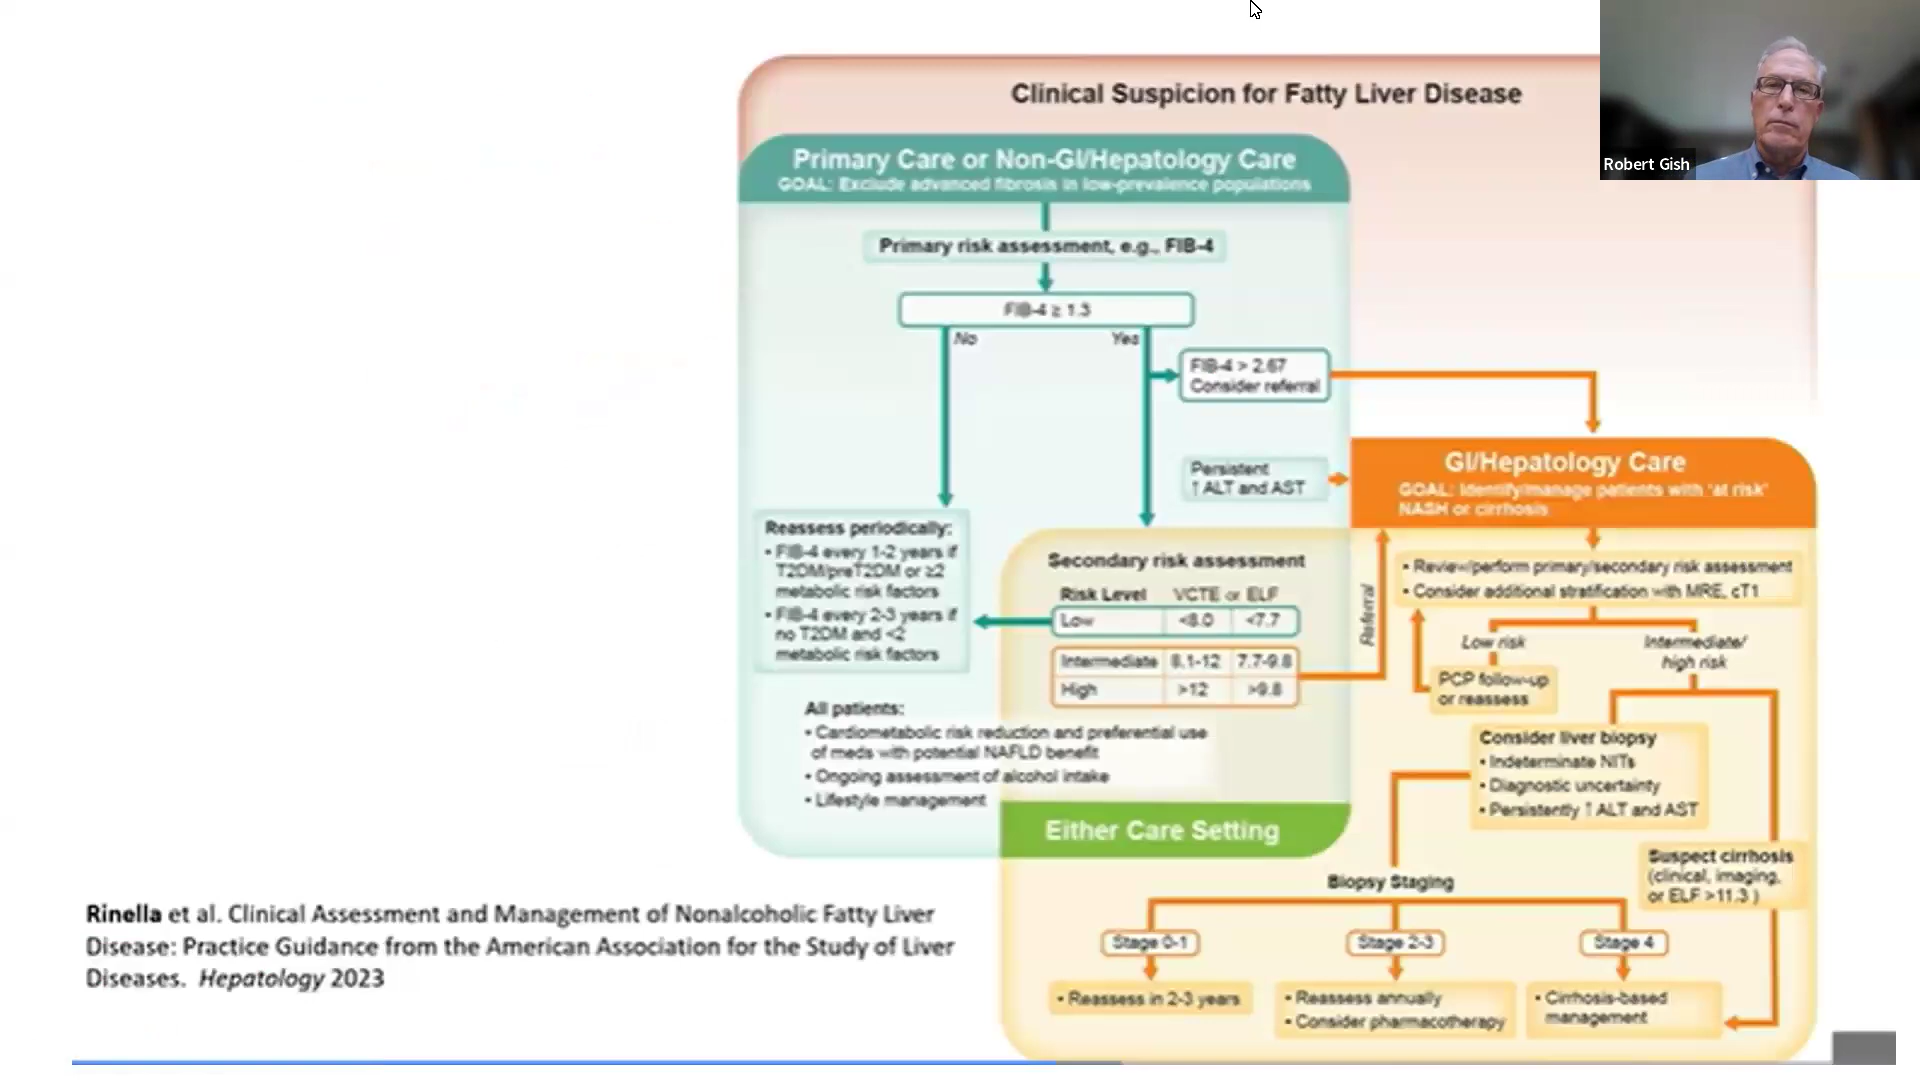 Clinical Suspicion for Fatty Liver Disease
Robert Gish
Primary Care or Non-GI/Hepatology Care
GOAL: Exclude advanced fibrosis in low-prevalence populations
Primary risk assessment, e.g., FIB-4
FIB-4 ≥ 1.3
No
Yes
FIB-4 > 2.67
Consider referral
Persistent
↑ ALT and AST
GI/Hepatology Care
GOAL: Identify/manage patients with 'at risk'
NASH or cirrhosis
Reassess periodically:
• FIB-4 every 1-2 years if
T2DM/preT2DM or ≥2
metabolic risk factors
• FIB-4 every 2-3 years if
no T2DM and <2
metabolic risk factors
Secondary risk assessment
Risk Level VCTE or ELF
Low <8.0 <7.7
Intermediate 8.1-12 7.7-9.8
High >12 >9.8
Referral
• Review/perform primary/secondary risk assessment
• Consider additional stratification with MRE, cT1
Low risk
Intermediate/
high risk
PCP follow-up
or reassess
All patients:
• Cardiometabolic risk reduction and preferential use
of meds with potential NAFLD benefit
• Ongoing assessment of alcohol intake
• Lifestyle management
Consider liver biopsy
• Indeterminate NITs
• Diagnostic uncertainty
• Persistently ↑ ALT and AST
Either Care Setting
Suspect cirrhosis
(clinical, imaging,
or ELF >11.3 )
Biopsy Staging
Stage 0-1
Stage 2-3
Stage 4
• Reassess in 2-3 years
• Reassess annually
• Consider pharmacotherapy
• Cirrhosis-based
management
Rinella et al. Clinical Assessment and Management of Nonalcoholic Fatty Liver
Disease: Practice Guidance from the American Association for the Study of Liver
Diseases. Hepatology 2023